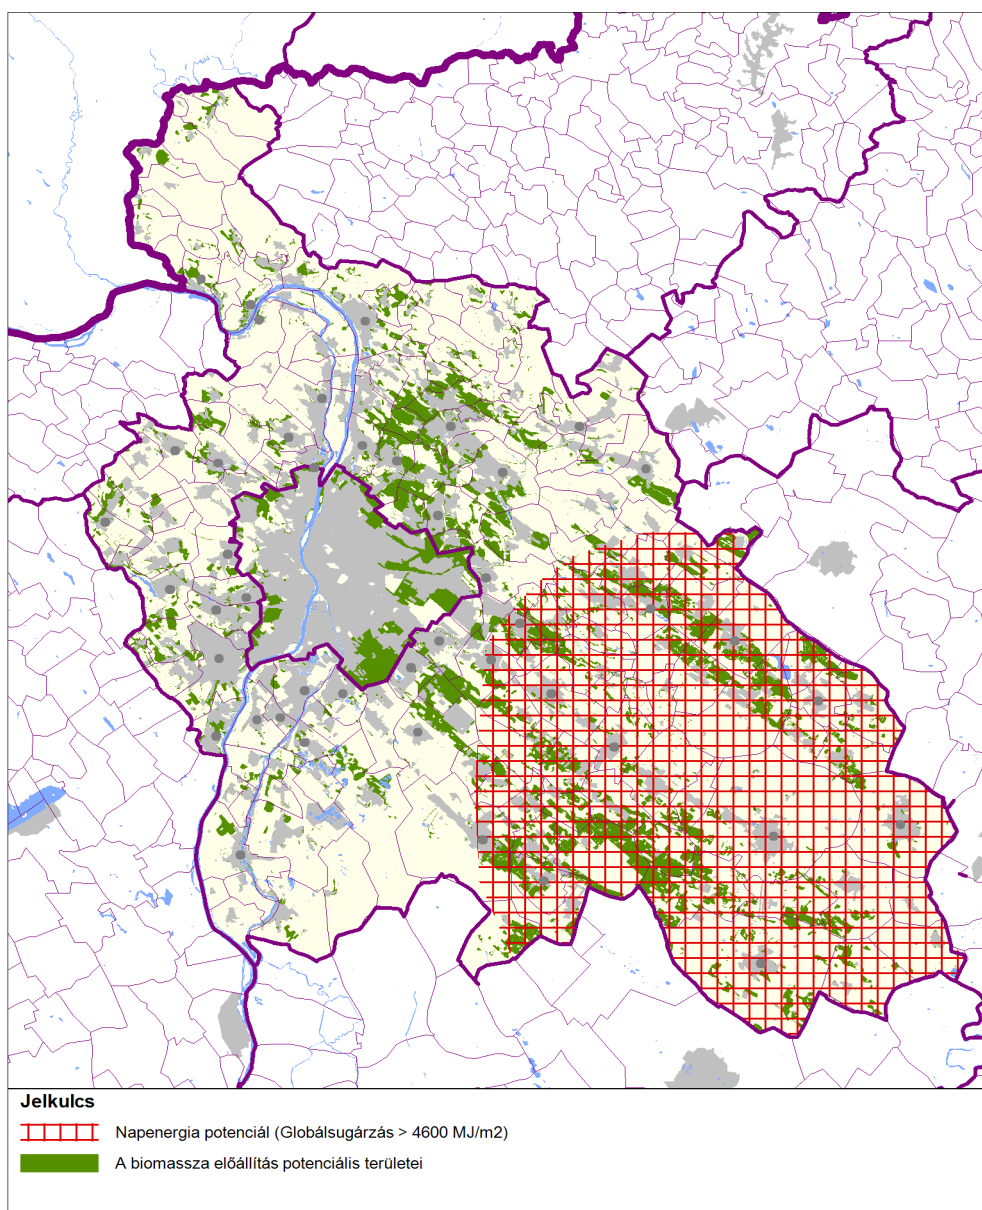 Jelkulcs
Napenergia potenciál (Globálsugárzás > 4600 MJ/m2)
A biomassza előállítás potenciális területei